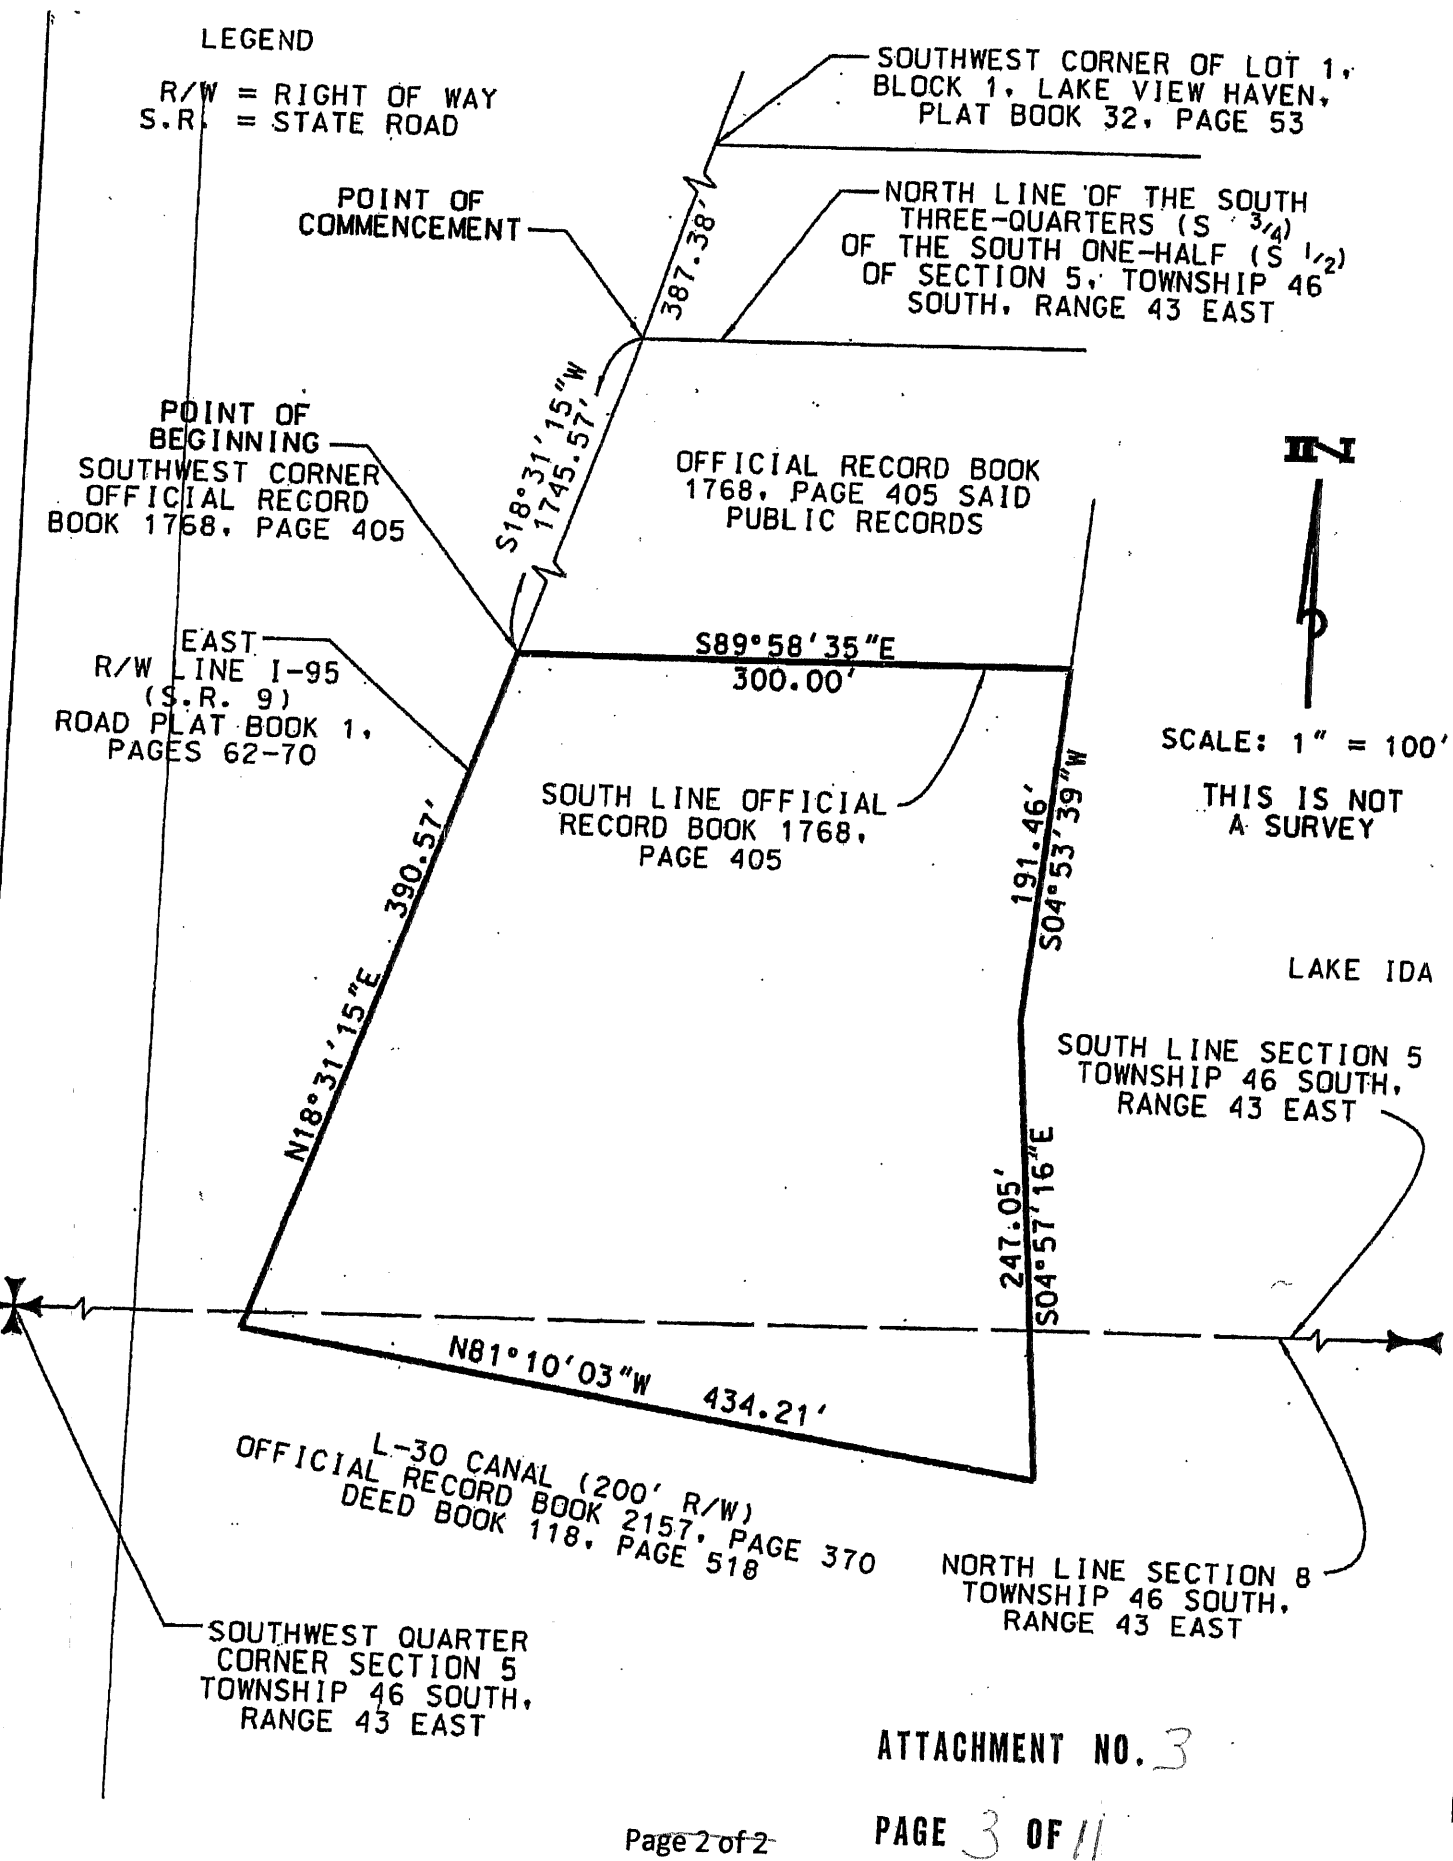 LEGEND
R/W = RIGHT OF WAY
S.R. = STATE ROAD
SOUTHWEST CORNER OF LOT 1,
BLOCK 1, LAKE VIEW HAVEN,
PLAT BOOK 32, PAGE 53
POINT OF
COMMENCEMENT
387.38'
NORTH LINE OF THE SOUTH
THREE-QUARTERS (S 3/4)
OF THE SOUTH ONE-HALF (S 1/2)
OF SECTION 5, TOWNSHIP 46
SOUTH, RANGE 43 EAST
S18°31'15"W
1745.57'
POINT OF
BEGINNING
SOUTHWEST CORNER
OFFICIAL RECORD
BOOK 1768, PAGE 405
OFFICIAL RECORD BOOK
1768, PAGE 405 SAID
PUBLIC RECORDS
N
EAST
R/W LINE I-95
(S.R. 9)
ROAD PLAT BOOK 1,
PAGES 62-70
S89°58'35"E
300.00'
SCALE: 1" = 100'
THIS IS NOT
A SURVEY
SOUTH LINE OFFICIAL
RECORD BOOK 1768,
PAGE 405
191.46'
S04°53'39"W
390.57'
N18°31'15"E
LAKE IDA
SOUTH LINE SECTION 5
TOWNSHIP 46 SOUTH,
RANGE 43 EAST
247.05'
S04°57'16"E
N81°10'03"W 434.21'
L-30 CANAL (200' R/W)
OFFICIAL RECORD BOOK 2157, PAGE 370
DEED BOOK 118, PAGE 518
NORTH LINE SECTION 8
TOWNSHIP 46 SOUTH,
RANGE 43 EAST
SOUTHWEST QUARTER
CORNER SECTION 5
TOWNSHIP 46 SOUTH,
RANGE 43 EAST
ATTACHMENT NO. 3
Page 2 of 2
PAGE 3 OF 11